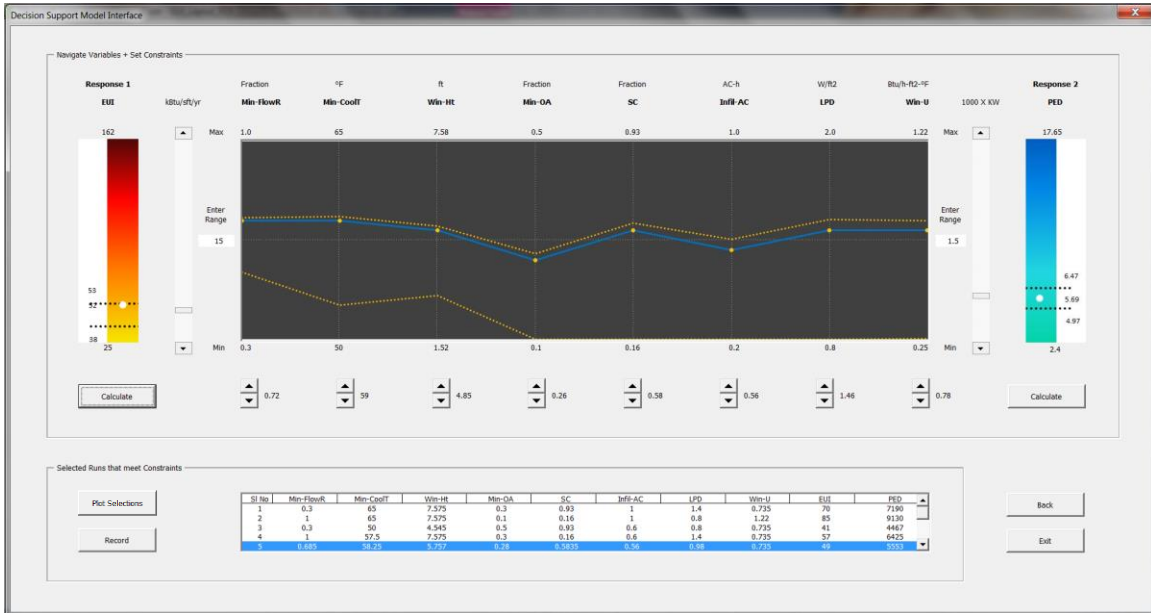 Decision Support Model Interface
Navigate Variables + Set Constraints
Response 1 Fraction ºF ft Fraction Fraction AC-h W/ft2 Btu/h-ft2-ºF Response 2
EUI kBtu/sft/yr Min-FlowR Min-CoolT Win-Ht Min-OA SC Infil-AC LPD Win-U 1000 X KW PED
162 Max 1.0 65 7.58 0.5 0.93 1.0 2.0 1.22 Max 17.65
Enter Range Enter Range
15 1.5
6.47
53
52 5.69
4.97
38
25 Min 0.3 50 1.52 0.1 0.16 0.2 0.8 0.25 Min 2.4
Calculate 0.72 59 4.85 0.26 0.58 0.56 1.46 0.78 Calculate
Selected Runs that meet Constraints
Plot Selections
Record
Sl No Min-FlowR Min-CoolT Win-Ht Min-OA SC Infil-AC LPD Win-U EUI PED
1 0.3 65 7.575 0.3 0.93 1 1.4 0.735 70 7190
2 1 65 7.575 0.1 0.16 1 0.8 1.22 85 9130
3 0.3 50 4.545 0.5 0.93 0.6 0.8 0.735 41 4467
4 1 57.5 7.575 0.3 0.16 0.6 1.4 0.735 57 6425
5 0.685 58.25 5.757 0.28 0.5835 0.56 0.98 0.735 49 5553
Back
Exit